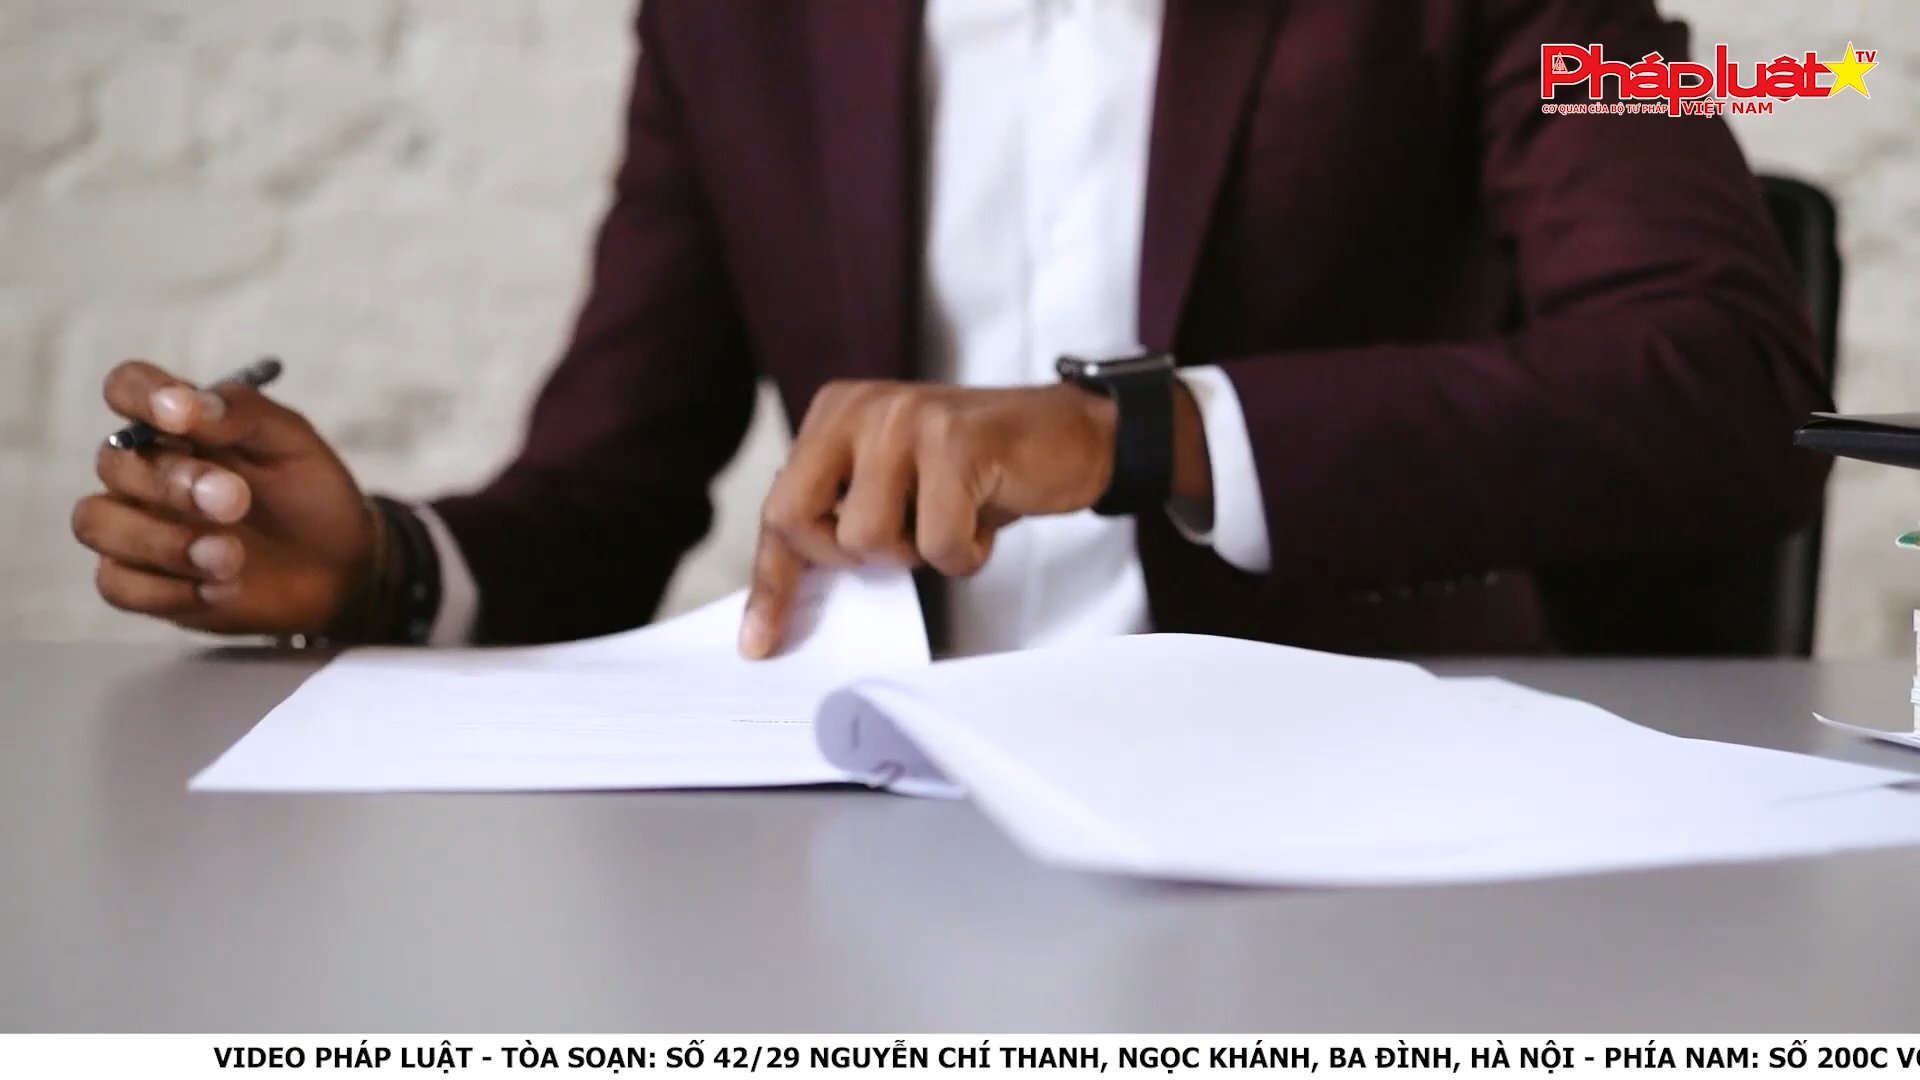 Pháp luật TV
CƠ QUAN CỦA BỘ TƯ PHÁP VIỆT NAM
VIDEO PHÁP LUẬT - TÒA SOẠN: SỐ 42/29 NGUYỄN CHÍ THANH, NGỌC KHÁNH, BA ĐÌNH, HÀ NỘI - PHÍA NAM: SỐ 200C